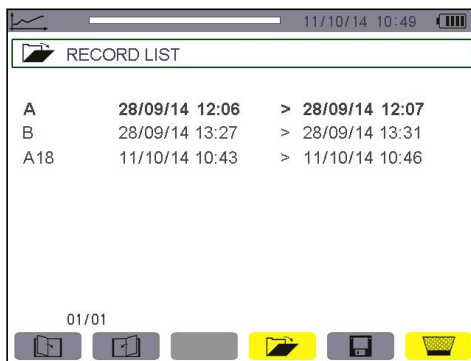 11/10/14 10:49
RECORD LIST
A 28/09/14 12:06 > 28/09/14 12:07
B 28/09/14 13:27 > 28/09/14 13:31
A18 11/10/14 10:43 > 11/10/14 10:46
01/01